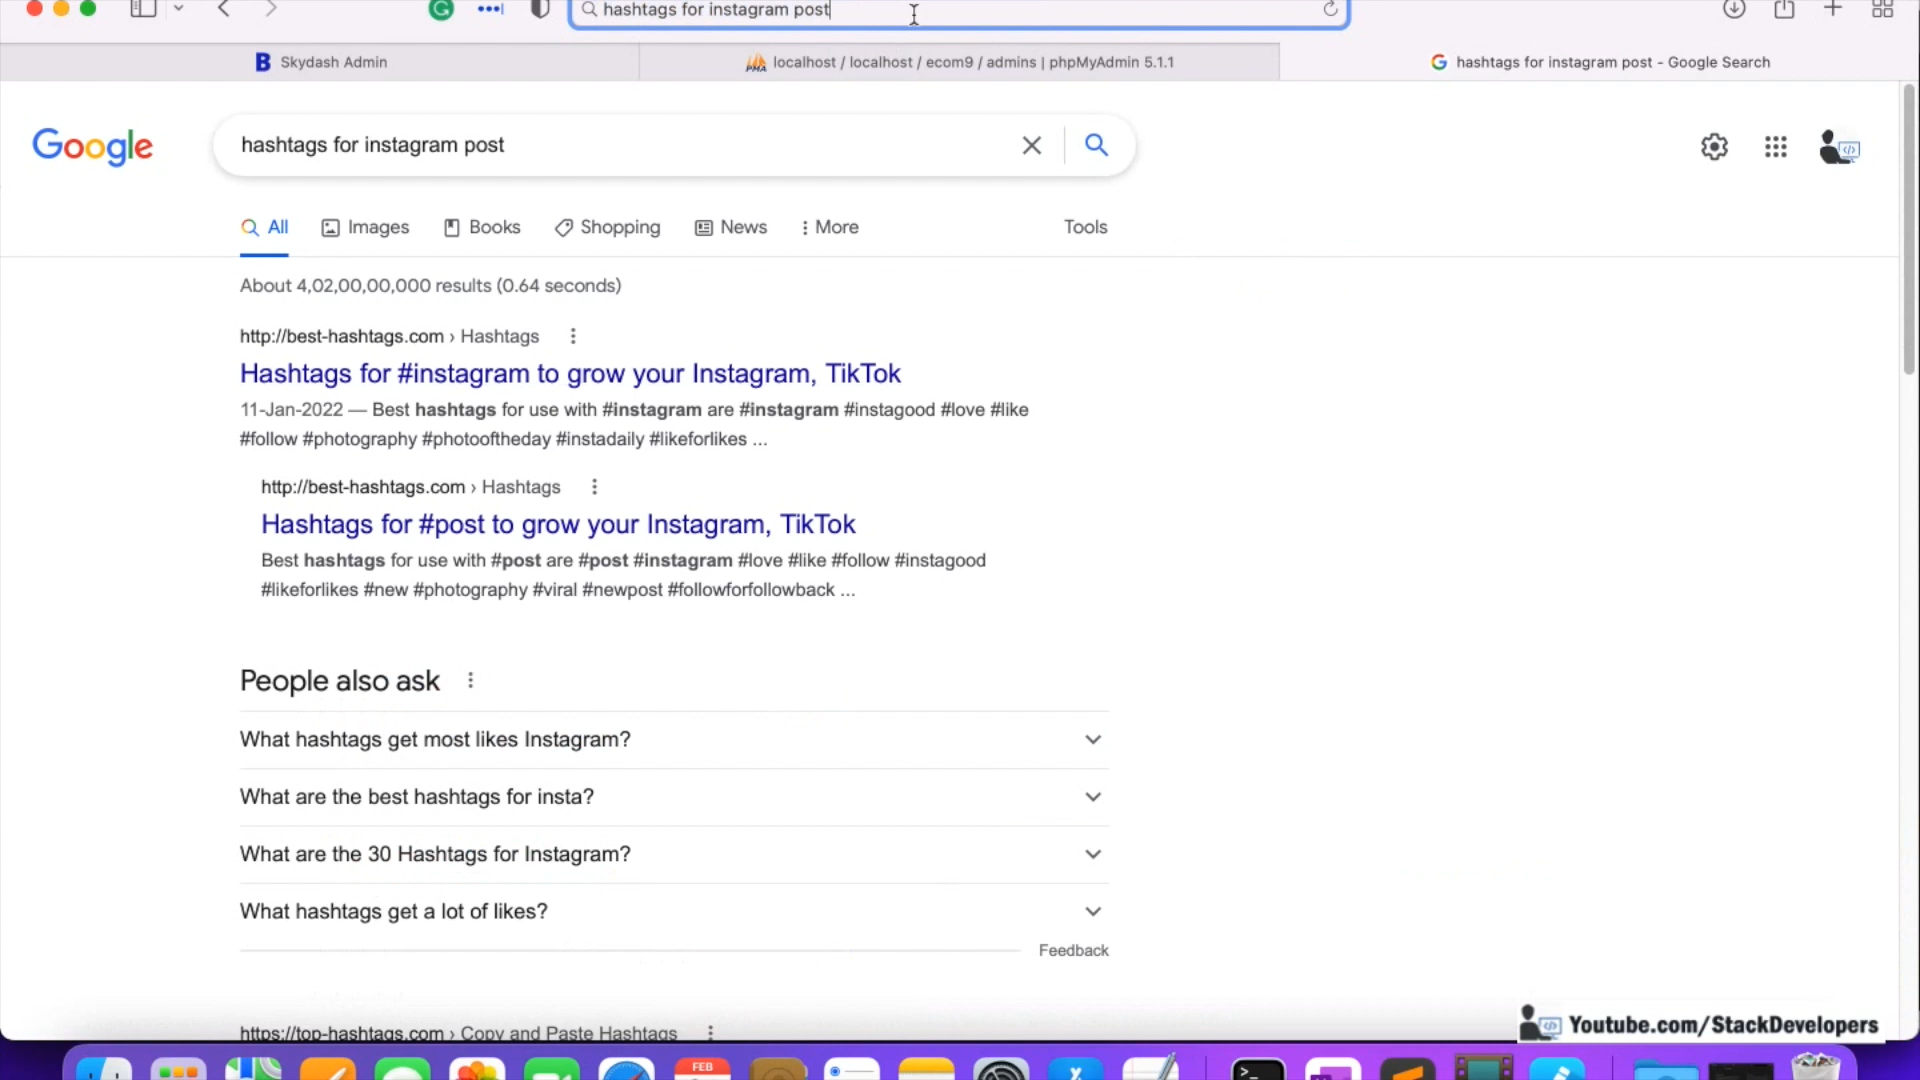 hashtags for instagram post
Skydash Admin
localhost / localhost / ecom9 / admins | phpMyAdmin 5.1.1
hashtags for instagram post - Google Search
Google
hashtags for instagram post
All
Images
Books
Shopping
News
More
Tools
About 4,02,00,00,000 results (0.64 seconds)
http://best-hashtags.com › Hashtags
Hashtags for #instagram to grow your Instagram, TikTok
11-Jan-2022 — Best hashtags for use with #instagram are #instagram #instagood #love #like
#follow #photography #photooftheday #instadaily #likeforlikes ...
http://best-hashtags.com › Hashtags
Hashtags for #post to grow your Instagram, TikTok
Best hashtags for use with #post are #post #instagram #love #like #follow #instagood
#likeforlikes #new #photography #viral #newpost #followforfollowback ...
People also ask
What hashtags get most likes Instagram?
What are the best hashtags for insta?
What are the 30 Hashtags for Instagram?
What hashtags get a lot of likes?
Feedback
https://top-hashtags.com › Copy and Paste Hashtags
Youtube.com/StackDevelopers
FEB